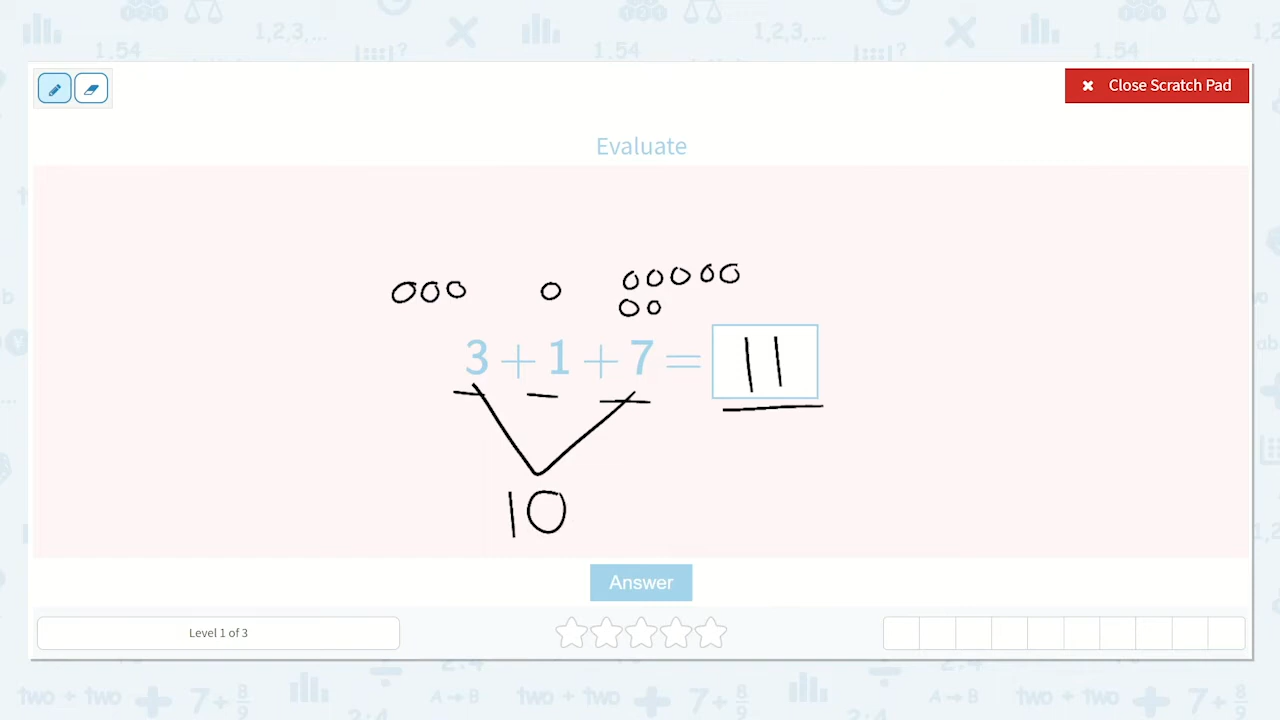 Close Scratch Pad
Evaluate
3 + 1 + 7 = 11
10
Answer
Level 1 of 3